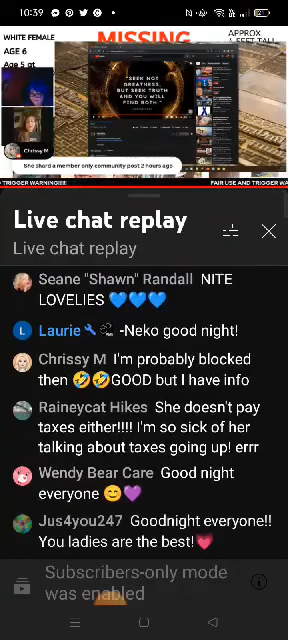 10:39
WHITE FEMALE
MISSING
APPROX
AGE 6
Age 5 at
"SEEK NOT
GREATNESS,
BUT SEEK TRUTH
AND YOU WILL
FIND BOTH."
Chrissy M
She shard a member only community post 2 hours ago
TRIGGER WARNING!!!!
FAIR USE AND TRIGGER WA
Live chat replay
Live chat replay
Seane "Shawn" Randall NITE
LOVELIES 💙💙💙
L Laurie🔧 -Neko good night!
Chrissy M I'm probably blocked
then 🤣🤣GOOD but I have info
Raineycat Hikes She doesn't pay
taxes either!!!! I'm so sick of her
talking about taxes going up! errr
Wendy Bear Care Good night
everyone 😊💜
Jus4you247 Goodnight everyone!!
You ladies are the best!💗
Subscribers-only mode
was enabled